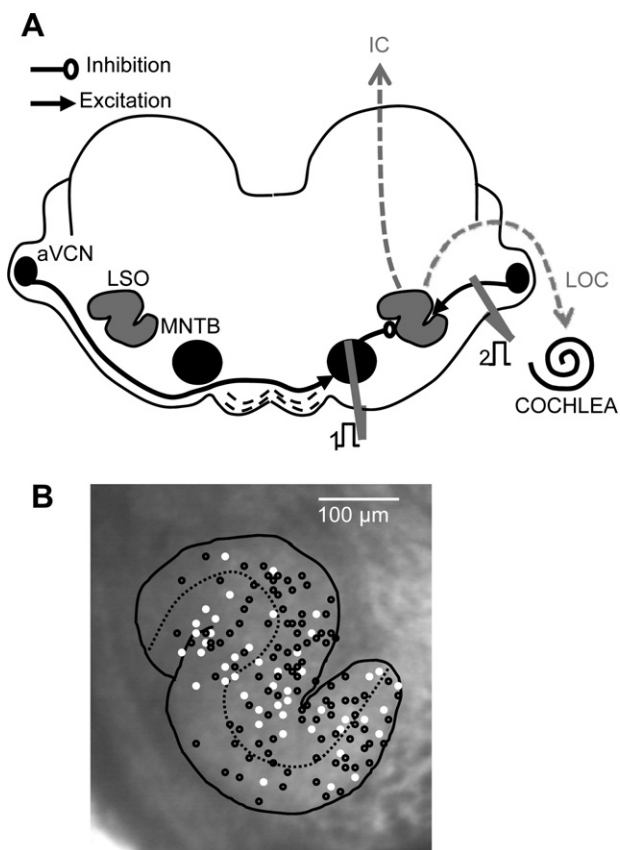 A
IC
Inhibition
Excitation
aVCN
LSO
MNTB
LOC
2
COCHLEA
1
B
100 µm